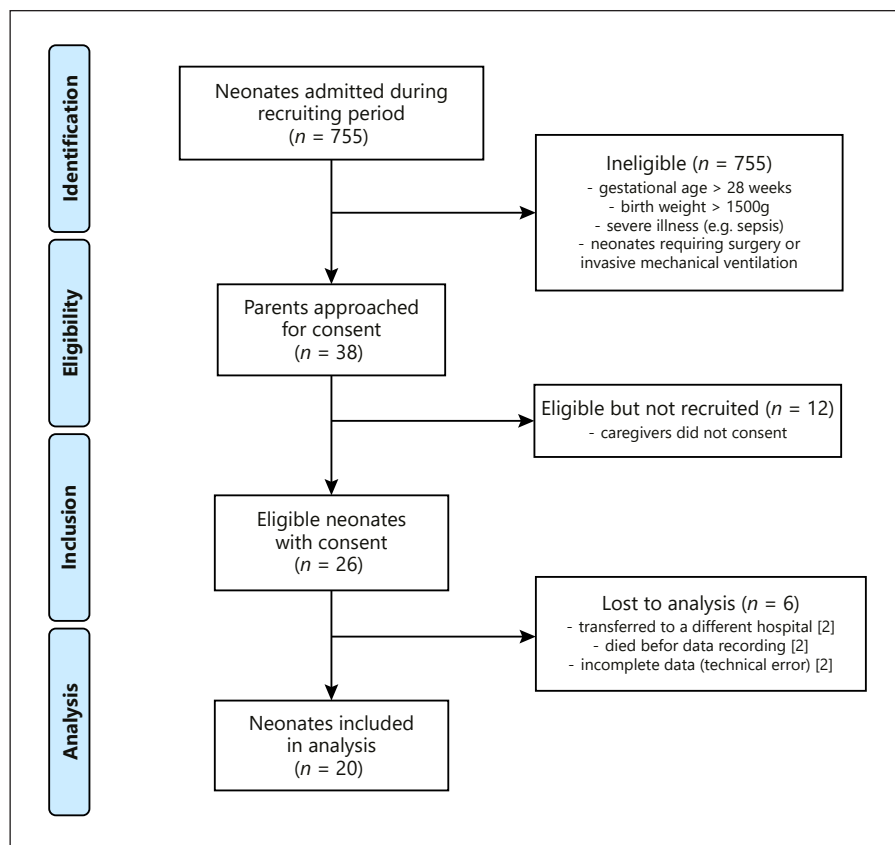 Identification
Neonates admitted during
recruiting period
(n = 755)
Ineligible (n = 755)
- gestational age > 28 weeks
- birth weight > 1500g
- severe illness (e.g. sepsis)
- neonates requiring surgery or
invasive mechanical ventilation
Eligibility
Parents approached
for consent
(n = 38)
Eligible but not recruited (n = 12)
- caregivers did not consent
Inclusion
Eligible neonates
with consent
(n = 26)
Lost to analysis (n = 6)
- transferred to a different hospital [2]
- died befor data recording [2]
- incomplete data (technical error) [2]
Analysis
Neonates included
in analysis
(n = 20)